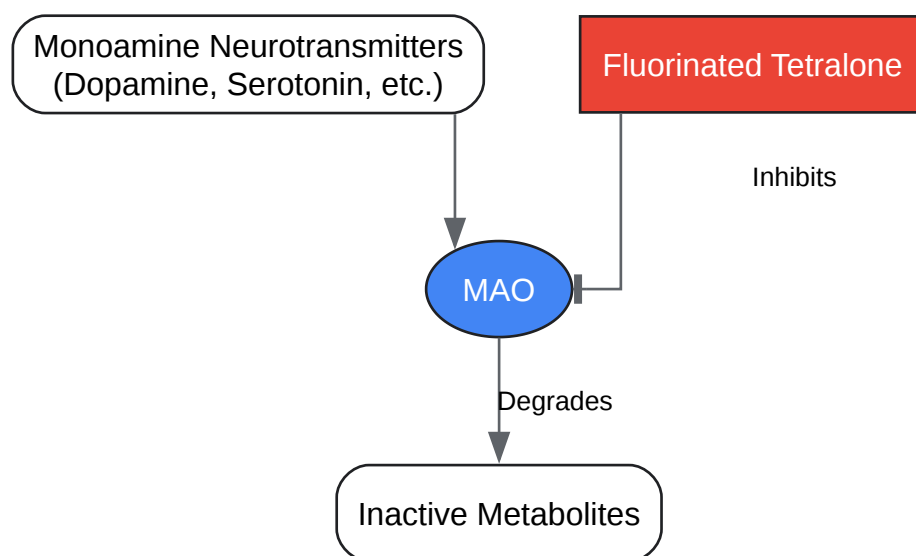 Monoamine Neurotransmitters
(Dopamine, Serotonin, etc.)
Fluorinated Tetralone
Inhibits
MAO
Degrades
Inactive Metabolites